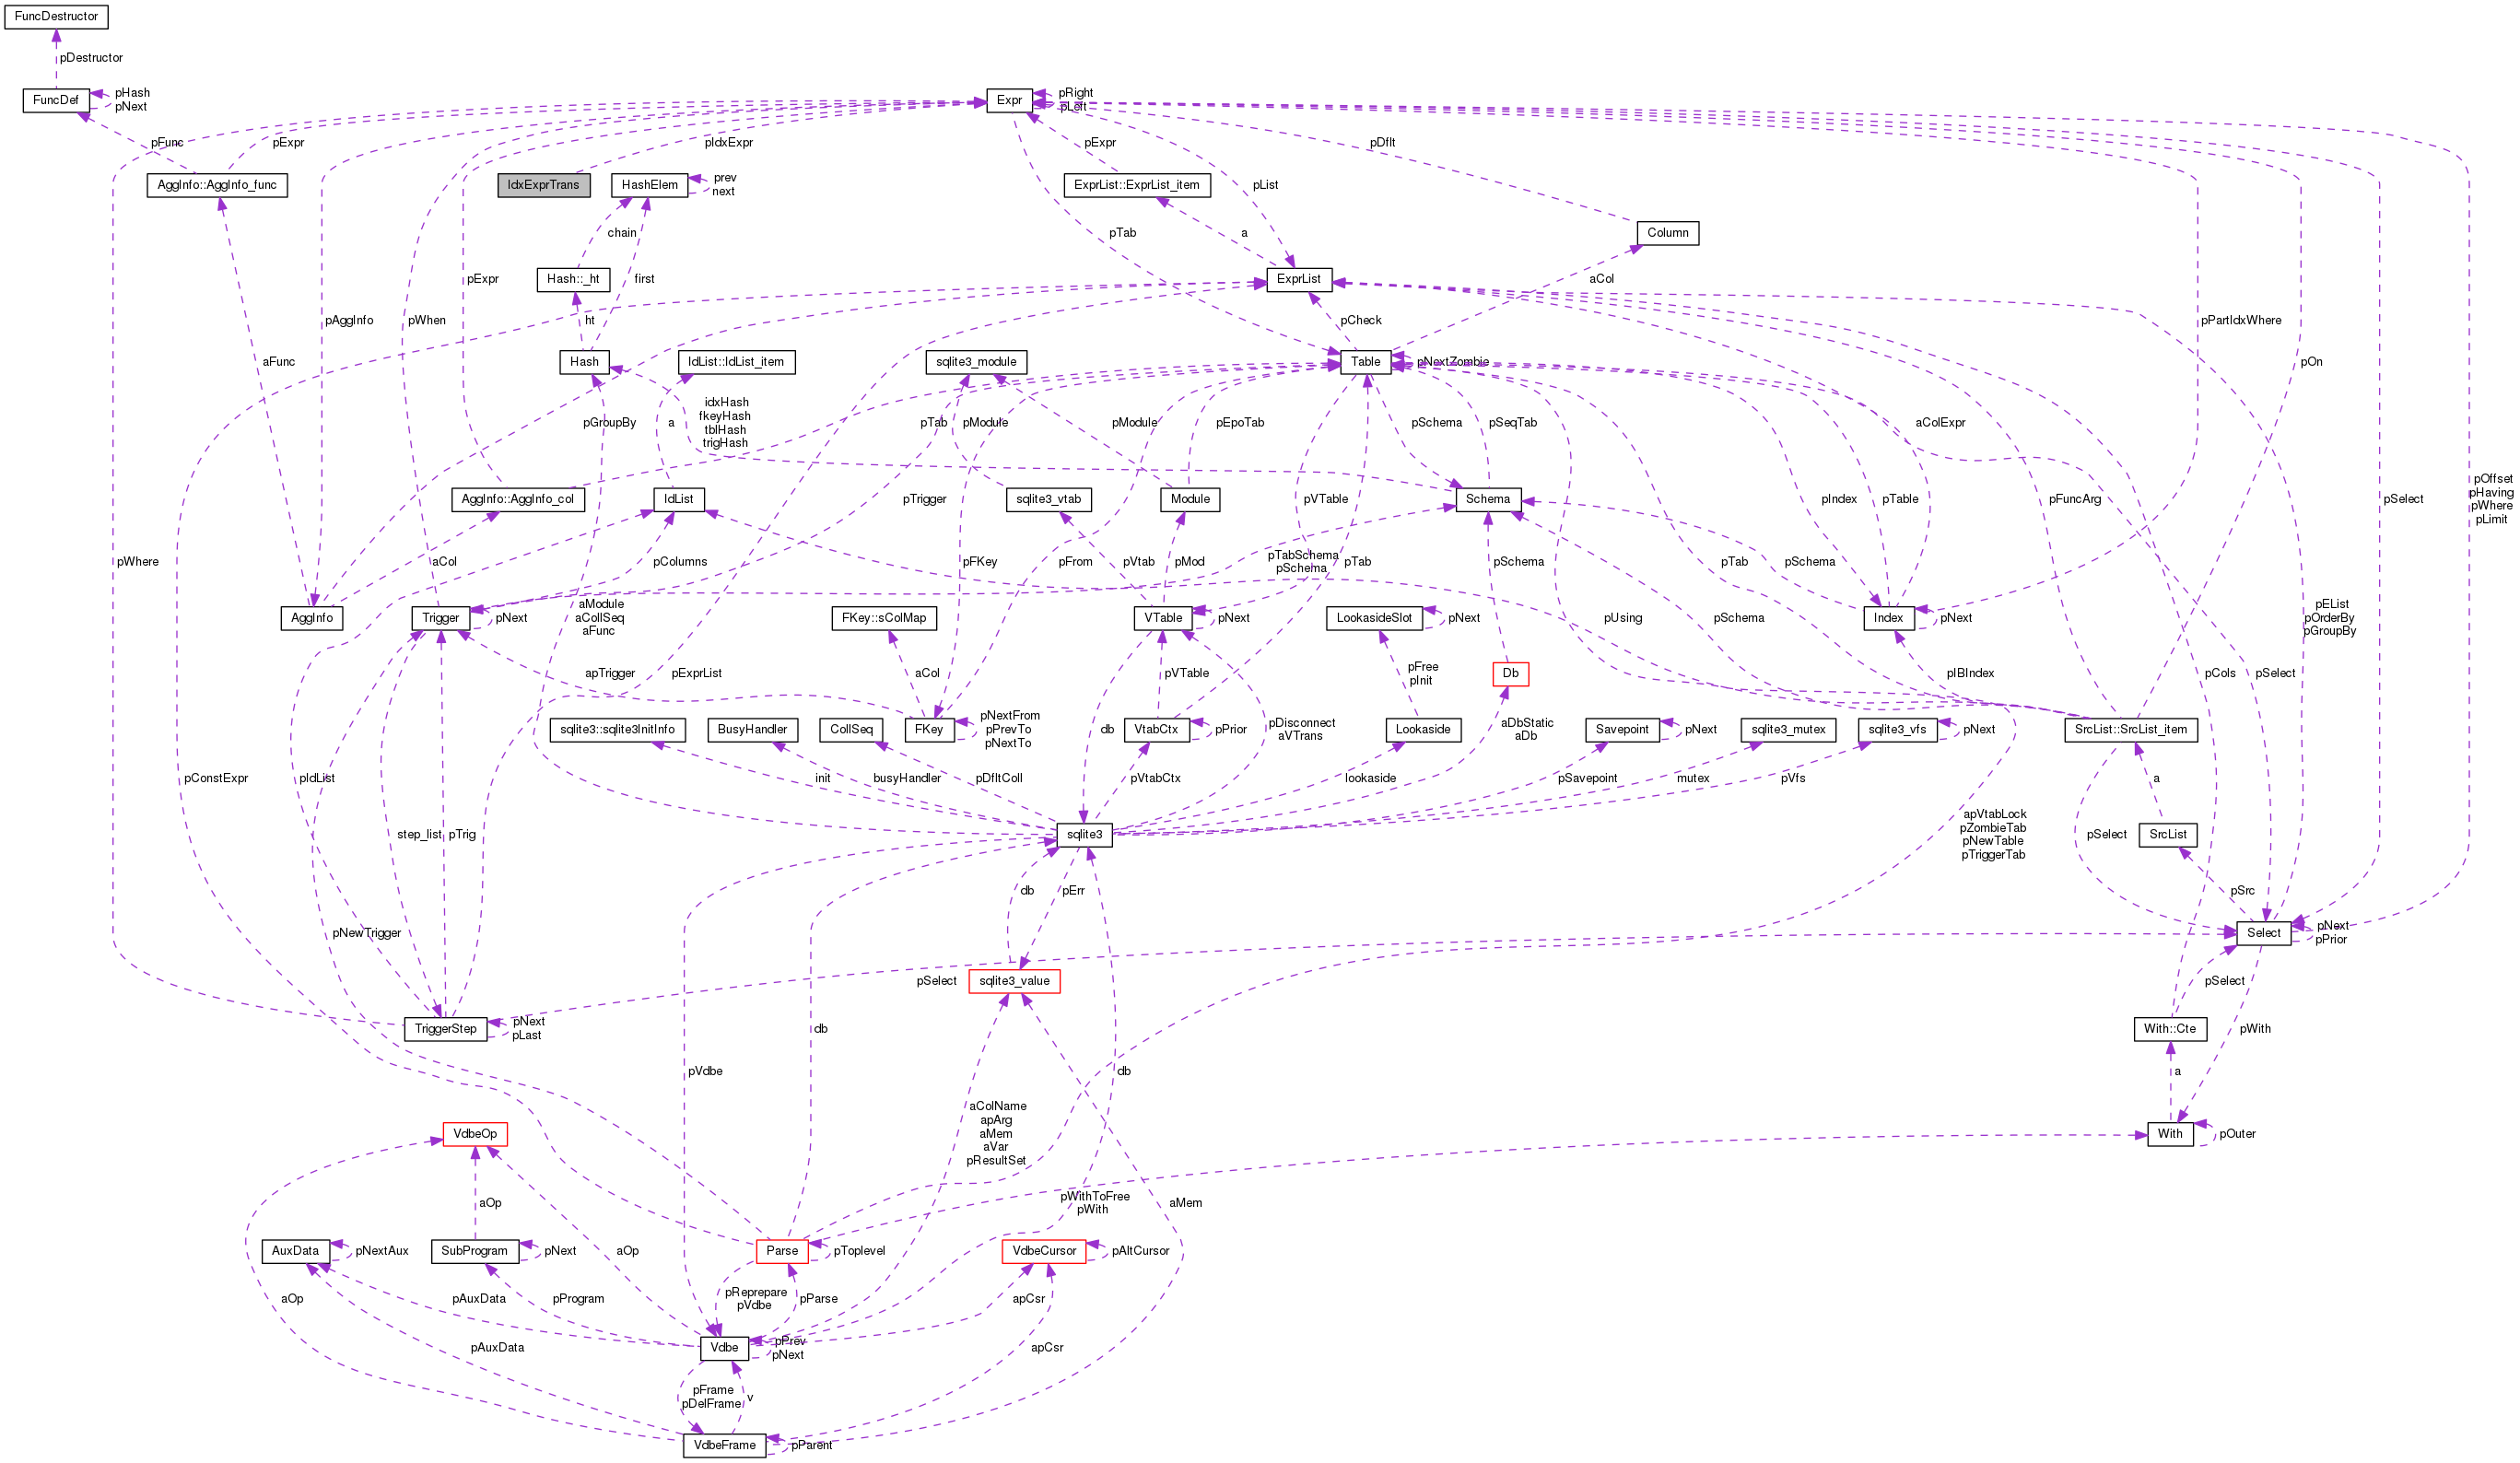 FuncDestructor
pDestructor
FuncDef
pHash
pNext
Expr
pRight
pLeft
pFunc
pExpr
pIdxExpr
pExpr
pDflt
AggInfo::AggInfo_func
IdxExprTrans
HashElem
prev
next
ExprList::ExprList_item
pList
chain
pTab
a
Column
Hash::_ht
first
pExpr
ExprList
aCol
pAggInfo
pWhen
ht
pCheck
pPartIdxWhere
aFunc
Hash
IdList::IdList_item
sqlite3_module
Table
pNextZombie
pOn
idxHash
fkeyHash
tblHash
trigHash
pGroupBy
a
pTab
pModule
pModule
pEpoTab
pSchema
pSeqTab
aColExpr
AggInfo::AggInfo_col
IdList
pTrigger
sqlite3_vtab
Module
pVTable
Schema
pIndex
pTable
pFuncArg
pSelect
pOffset
pHaving
pWhere
pLimit
pWhere
aCol
pColumns
pFKey
pFrom
pVtab
pMod
pTabSchema
pSchema
pTab
pSchema
pTab
pSchema
AggInfo
Trigger
pNext
aModule
aCollSeq
aFunc
FKey::sColMap
VTable
pNext
LookasideSlot
pNext
pUsing
pSchema
Index
pNext
pEList
pOrderBy
pGroupBy
apTrigger
pExprList
aCol
pVTable
pFree
pInit
Db
pIBIndex
pCols
pSelect
sqlite3::sqlite3InitInfo
BusyHandler
CollSeq
FKey
pNextFrom
pPrevTo
pNextTo
db
VtabCtx
pPrior
pDisconnect
aVTrans
Lookaside
aDbStatic
aDb
Savepoint
pNext
sqlite3_mutex
sqlite3_vfs
pNext
SrcList::SrcList_item
pConstExpr
pIdList
init
busyHandler
pDfltColl
pVtabCtx
lookaside
pSavepoint
mutex
pVfs
a
step_list
pTrig
sqlite3
apVtabLock
pZombieTab
pNewTable
pTriggerTab
pSelect
SrcList
db
pErr
pSrc
pNewTrigger
Select
pNext
pPrior
pSelect
sqlite3_value
pSelect
TriggerStep
pNext
pLast
db
With::Cte
pWith
pVdbe
db
a
aColName
apArg
aMem
aVar
pResultSet
VdbeOp
With
pOuter
aOp
pWithToFree
pWith
aMem
AuxData
pNextAux
SubProgram
pNext
aOp
Parse
pToplevel
VdbeCursor
pAltCursor
aOp
pAuxData
pProgram
pReprepare
pVdbe
pParse
apCsr
pAuxData
Vdbe
pPrev
pNext
apCsr
pFrame
pDelFrame
v
VdbeFrame
pParent